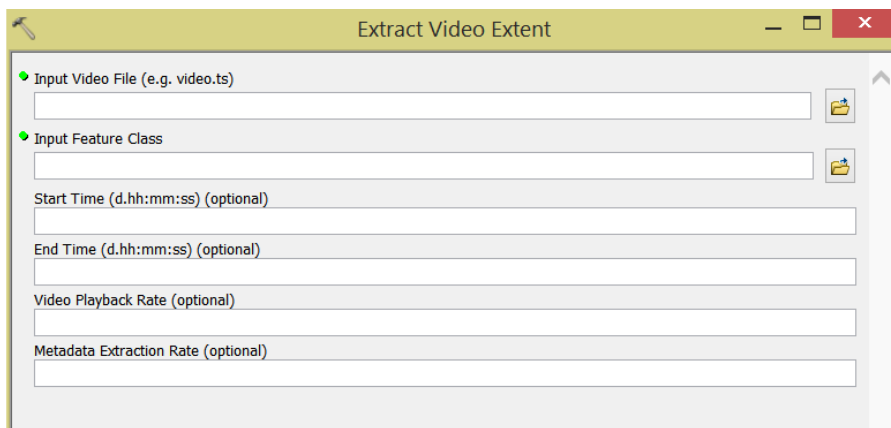 Extract Video Extent
Input Video File (e.g. video.ts)
Input Feature Class
Start Time (d.hh:mm:ss) (optional)
End Time (d.hh:mm:ss) (optional)
Video Playback Rate (optional)
Metadata Extraction Rate (optional)